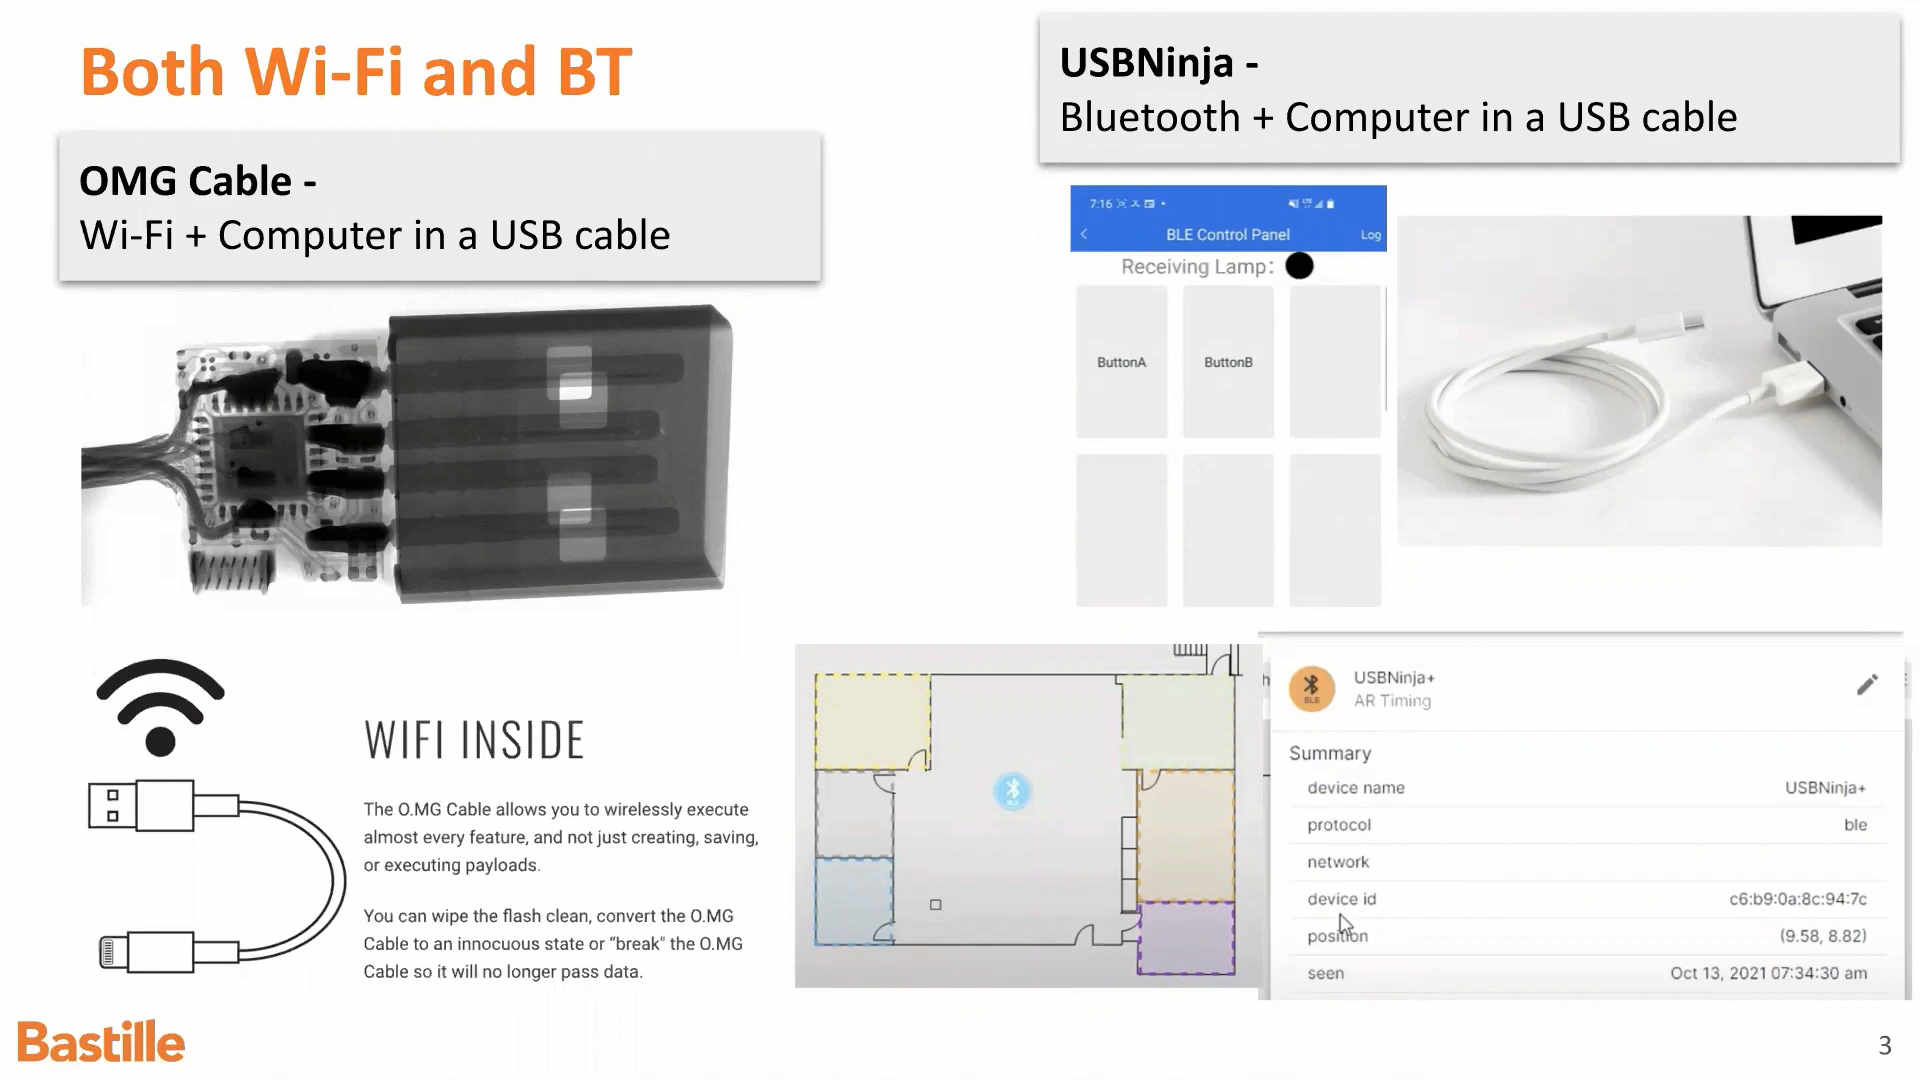 Both Wi-Fi and BT
OMG Cable -
Wi-Fi + Computer in a USB cable
USBNinja -
Bluetooth + Computer in a USB cable
7:16
BLE Control Panel
Log
Receiving Lamp:
ButtonA
ButtonB
WIFI INSIDE
The O.MG Cable allows you to wirelessly execute
almost every feature, and not just creating, saving,
or executing payloads.
You can wipe the flash clean, convert the O.MG
Cable to an innocuous state or “break" the O.MG
Cable so it will no longer pass data.
BLE
USBNinja+
AR Timing
Summary
device name USBNinja+
protocol ble
network
device id c6:b9:0a:8c:94:7c
position (9.58, 8.82)
seen Oct 13, 2021 07:34:30 am
Bastille
3